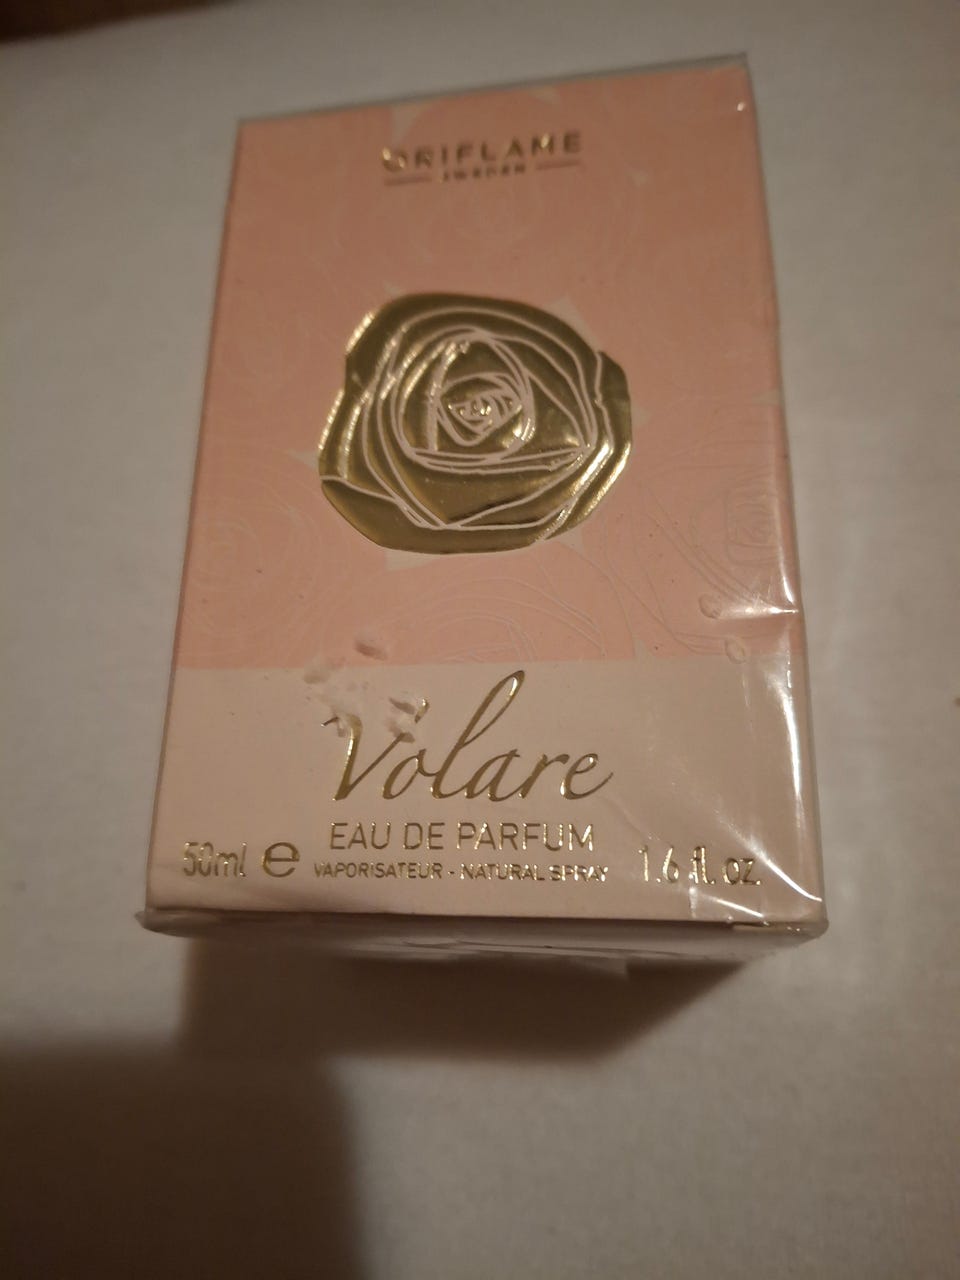 ORIFLAME
SWEDEN
Volare
EAU DE PARFUM
50ml e VAPORISATEUR - NATURAL SPRAY 1.6 fl. oz.